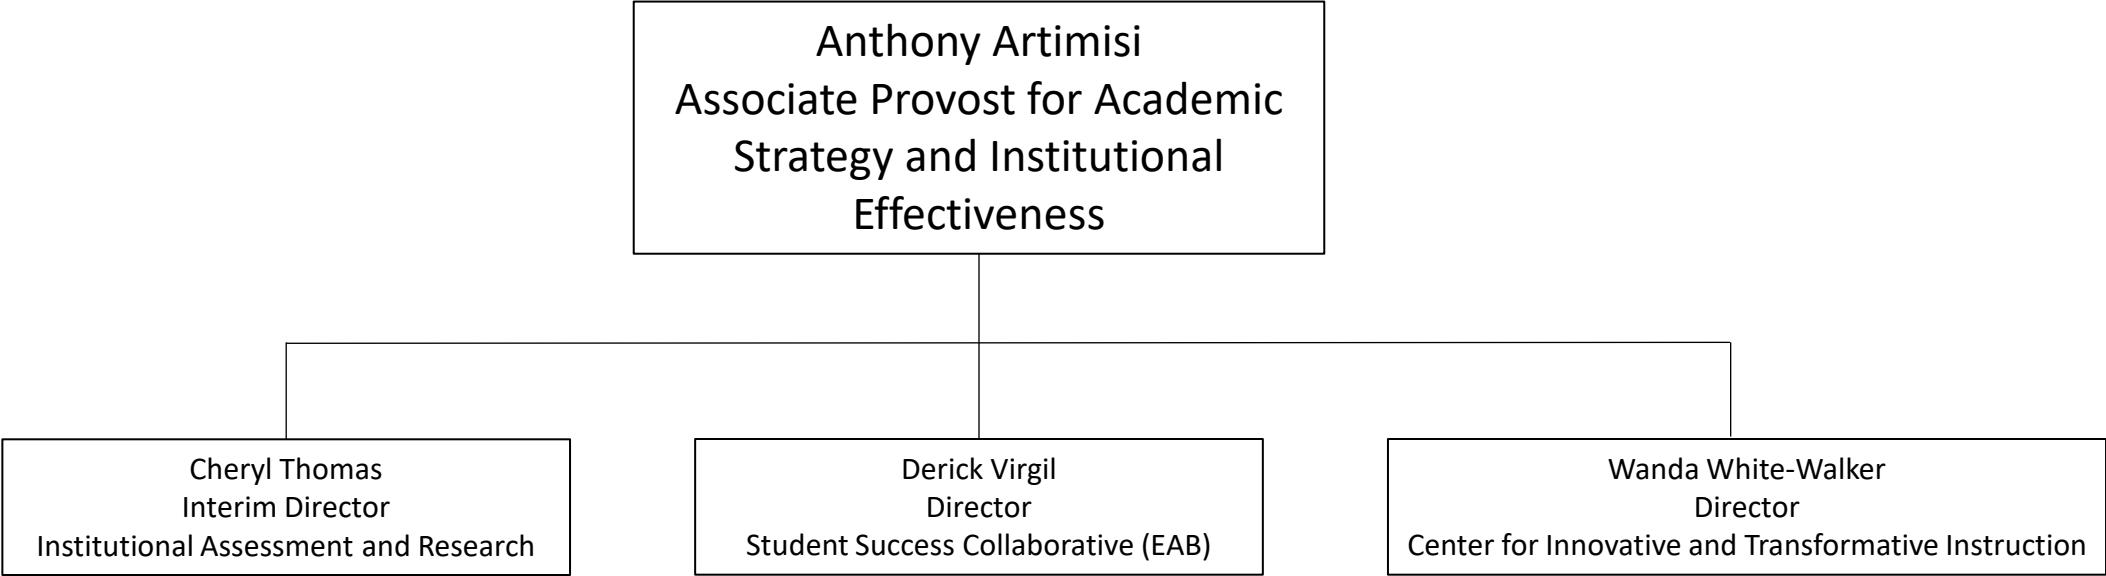 Anthony Artimisi
Associate Provost for Academic
Strategy and Institutional
Effectiveness
Cheryl Thomas
Interim Director
Institutional Assessment and Research
Derick Virgil
Director
Student Success Collaborative (EAB)
Wanda White-Walker
Director
Center for Innovative and Transformative Instruction